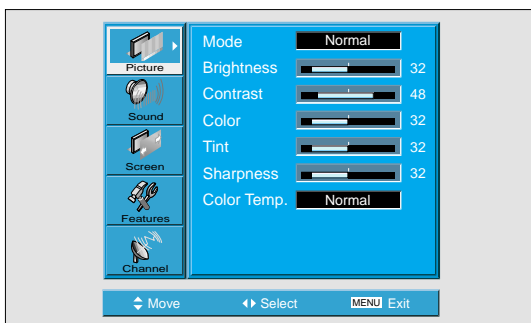 Picture
Sound
Screen
Features
Channel
Mode Normal
Brightness 32
Contrast 48
Color 32
Tint 32
Sharpness 32
Color Temp. Normal
Move Select MENU Exit